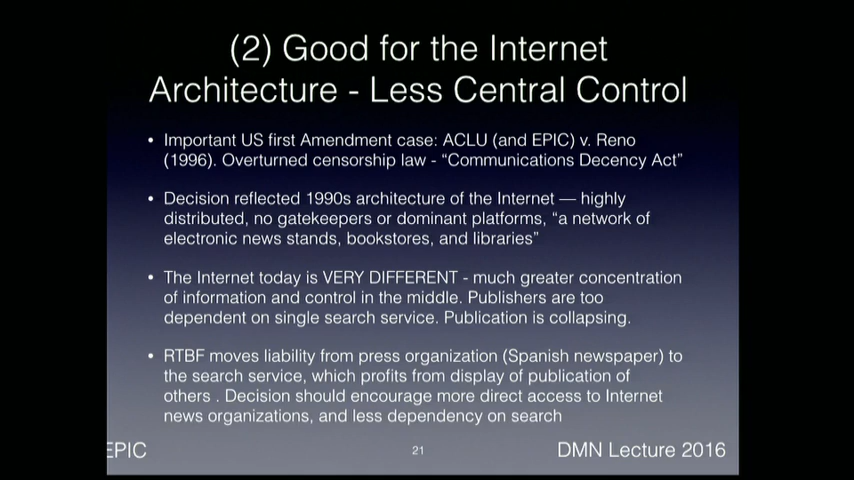 (2) Good for the Internet
Architecture - Less Central Control
• Important US first Amendment case: ACLU (and EPIC) v. Reno
(1996). Overturned censorship law - “Communications Decency Act”
• Decision reflected 1990s architecture of the Internet — highly
distributed, no gatekeepers or dominant platforms, “a network of
electronic news stands, bookstores, and libraries”
• The Internet today is VERY DIFFERENT - much greater concentration
of information and control in the middle. Publishers are too
dependent on single search service. Publication is collapsing.
• RTBF moves liability from press organization (Spanish newspaper) to
the search service, which profits from display of publication of
others . Decision should encourage more direct access to Internet
news organizations, and less dependency on search
EPIC
21
DMN Lecture 2016